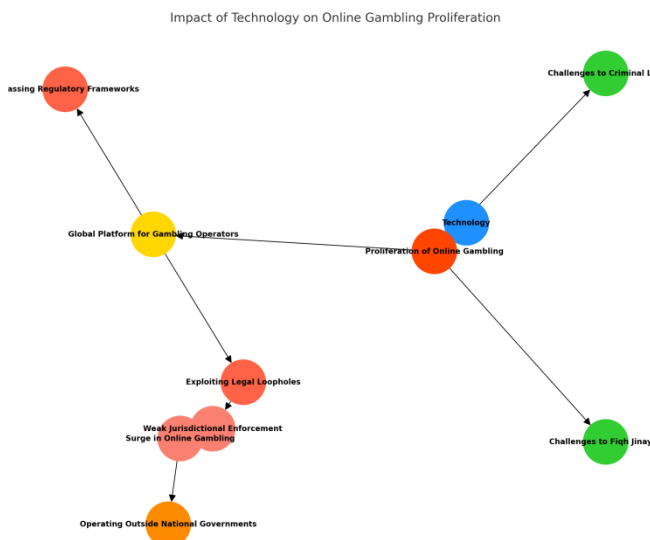 Impact of Technology on Online Gambling Proliferation
Challenges to Criminal L
assing Regulatory Frameworks
Technology
Global Platform for Gambling Operators
Proliferation of Online Gambling
Exploiting Legal Loopholes
Weak Jurisdictional Enforcement
Surge in Online Gambling
Challenges to Fiqh Jinay
Operating Outside National Governments